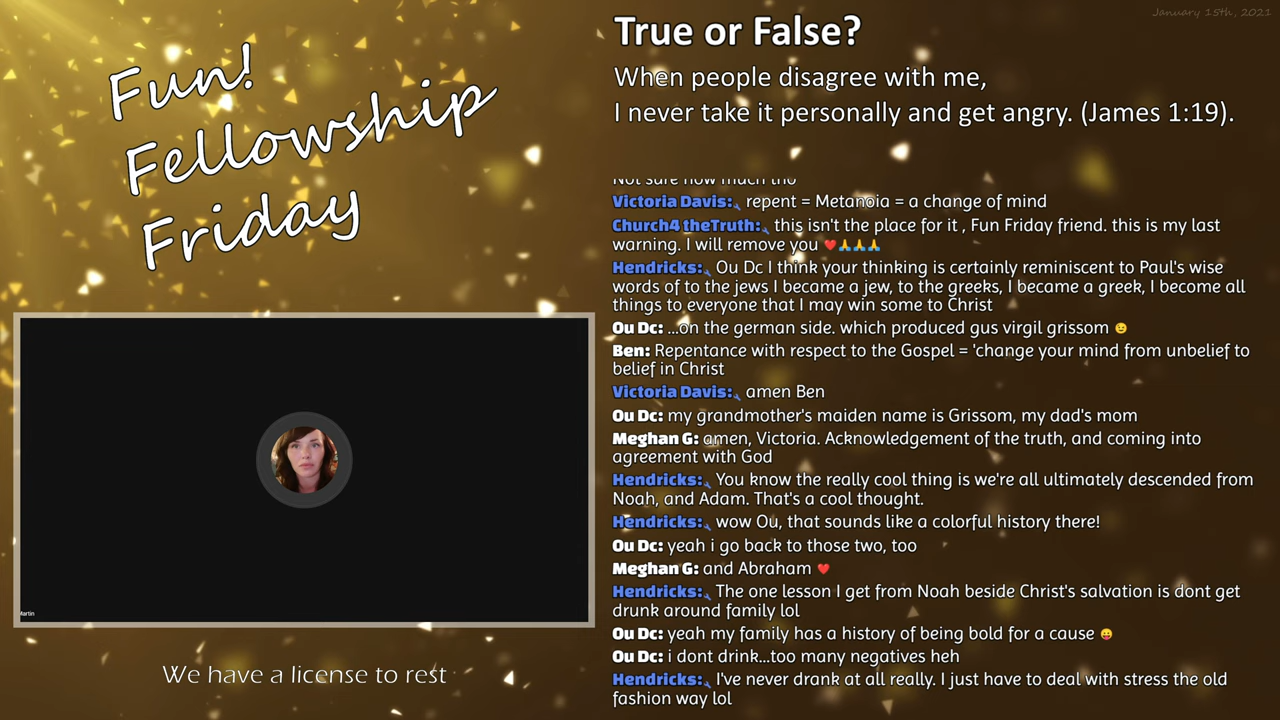 January 15th, 2021
Fun!
Fellowship
Friday
True or False?
When people disagree with me,
I never take it personally and get angry. (James 1:19).
Not sure how much tho
Victoria Davis: repent = Metanoia = a change of mind
Church4 theTruth: this isn't the place for it , Fun Friday friend. this is my last
warning. I will remove you ❤️🙏🙏🙏
Hendricks: Ou Dc I think your thinking is certainly reminiscent to Paul's wise
words of to the jews I became a jew, to the greeks, I became a greek, I become all
things to everyone that I may win some to Christ
Ou Dc: ...on the german side. which produced gus virgil grissom 😉
Ben: Repentance with respect to the Gospel = 'change your mind from unbelief to
belief in Christ
Victoria Davis: amen Ben
Ou Dc: my grandmother's maiden name is Grissom, my dad's mom
Meghan G: amen, Victoria. Acknowledgement of the truth, and coming into
agreement with God
Hendricks: You know the really cool thing is we're all ultimately descended from
Noah, and Adam. That's a cool thought.
Hendricks: wow Ou, that sounds like a colorful history there!
Ou Dc: yeah i go back to those two, too
Meghan G: and Abraham ❤️
Hendricks: The one lesson I get from Noah beside Christ's salvation is dont get
drunk around family lol
Ou Dc: yeah my family has a history of being bold for a cause 😛
Ou Dc: i dont drink...too many negatives heh
Hendricks: I've never drank at all really. I just have to deal with stress the old
fashion way lol
Martin
We have a license to rest